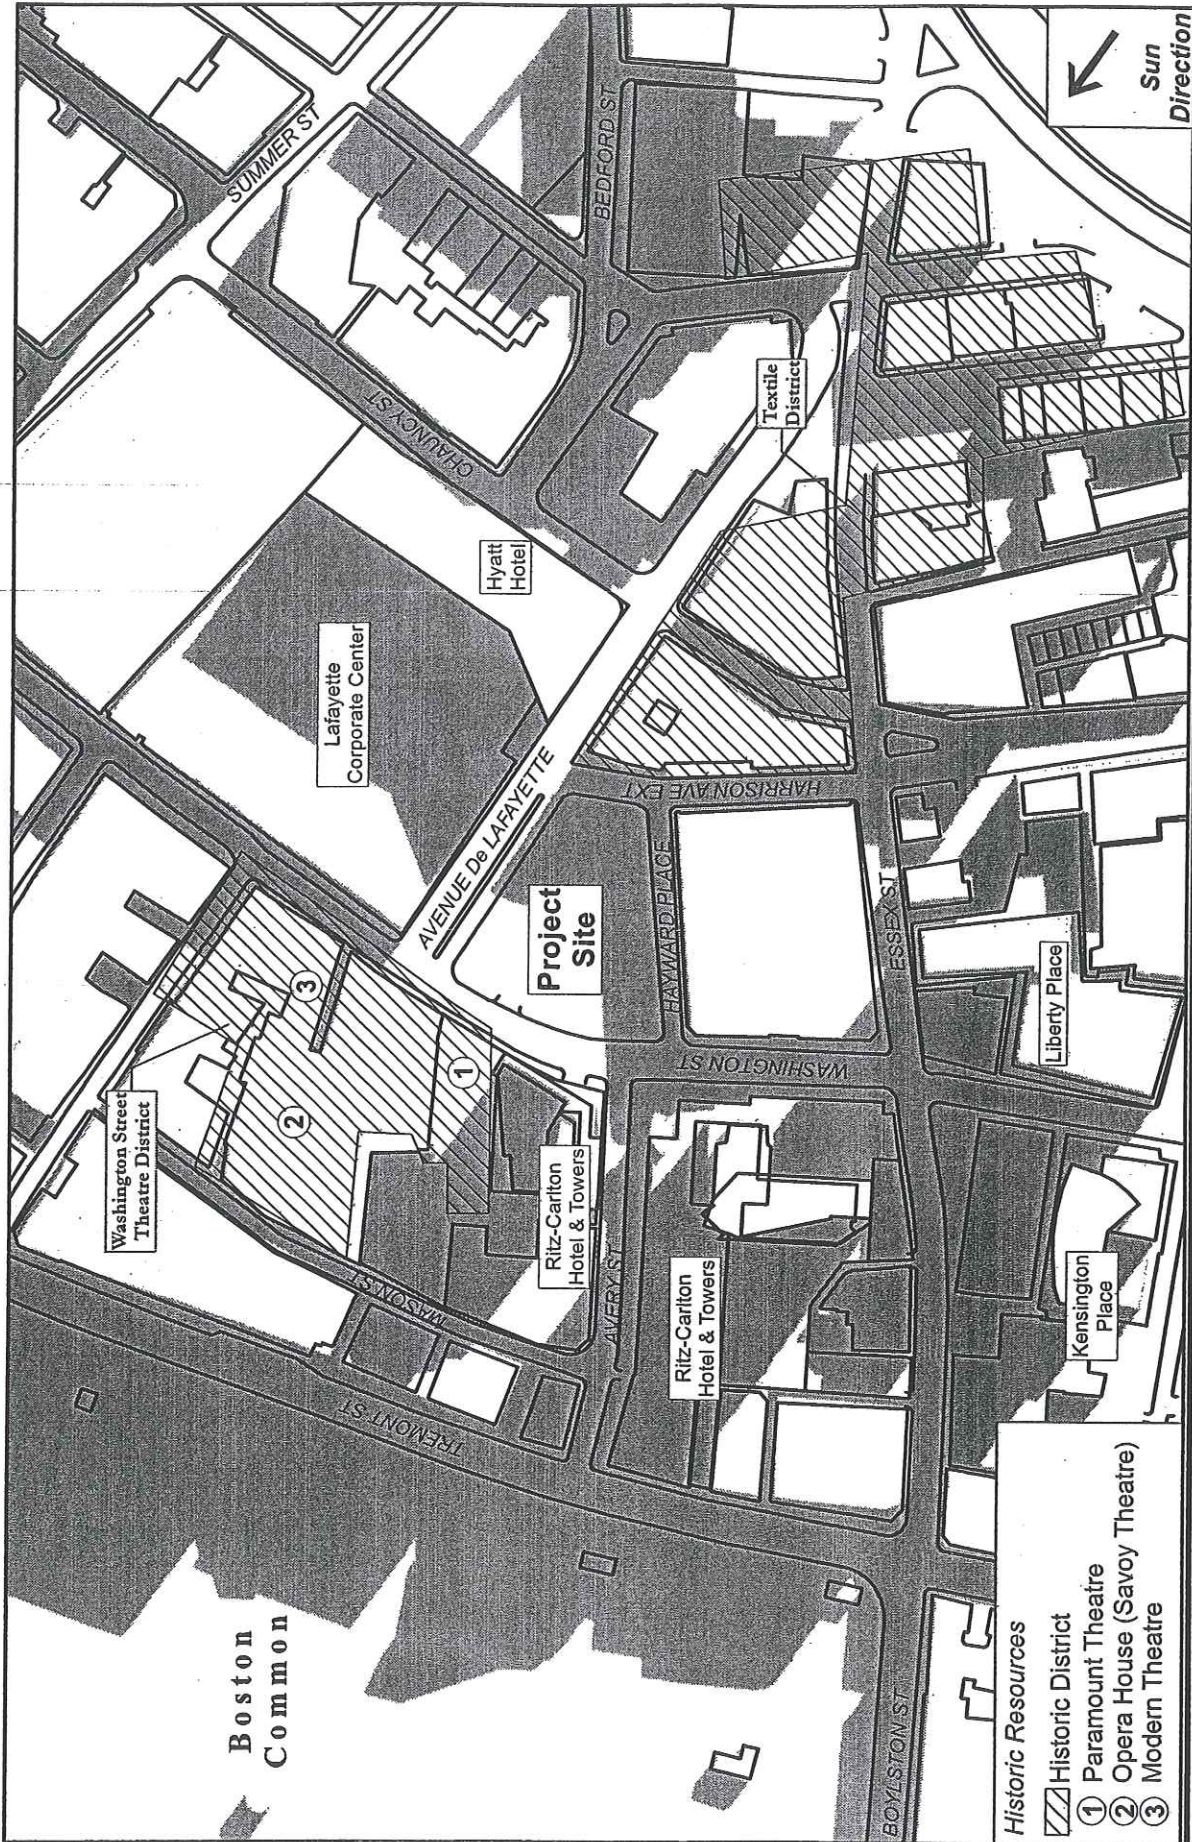 Boston
Common
TREMONT ST
MASON ST
Washington Street
Theatre District
1
2
3
Ritz-Carlton
Hotel & Towers
AVERY ST
Ritz-Carlton
Hotel & Towers
WASHINGTON ST
AVENUE De LAFAYETTE
Project
Site
HAYWARD PLACE
HARRISON AVE EXT
Lafayette
Corporate Center
Hyatt
Hotel
CHAUNCY ST
SUMMER ST
BEDFORD ST
Textile
District
ESSEX ST
Liberty Place
Kensington
Place
BOYLSTON ST
Historic Resources
Historic District
1 Paramount Theatre
2 Opera House (Savoy Theatre)
3 Modern Theatre
Sun
Direction